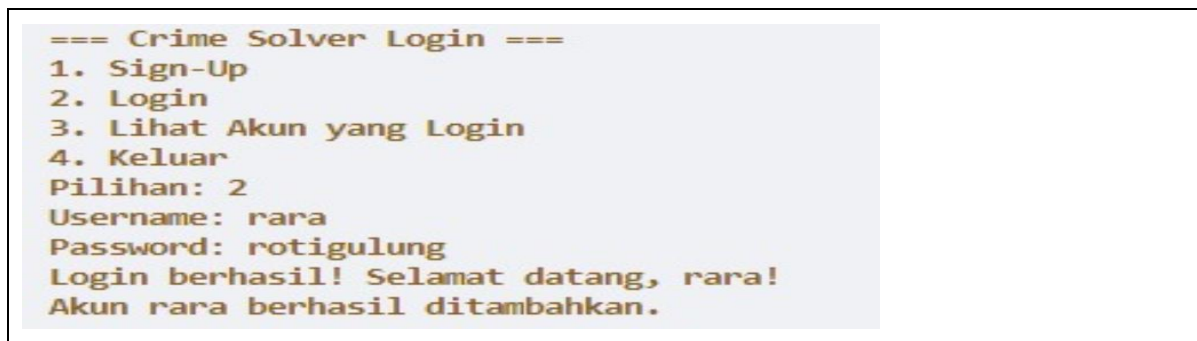 === Crime Solver Login ===
1. Sign-Up
2. Login
3. Lihat Akun yang Login
4. Keluar
Pilihan: 2
Username: rara
Password: rotigulung
Login berhasil! Selamat datang, rara!
Akun rara berhasil ditambahkan.